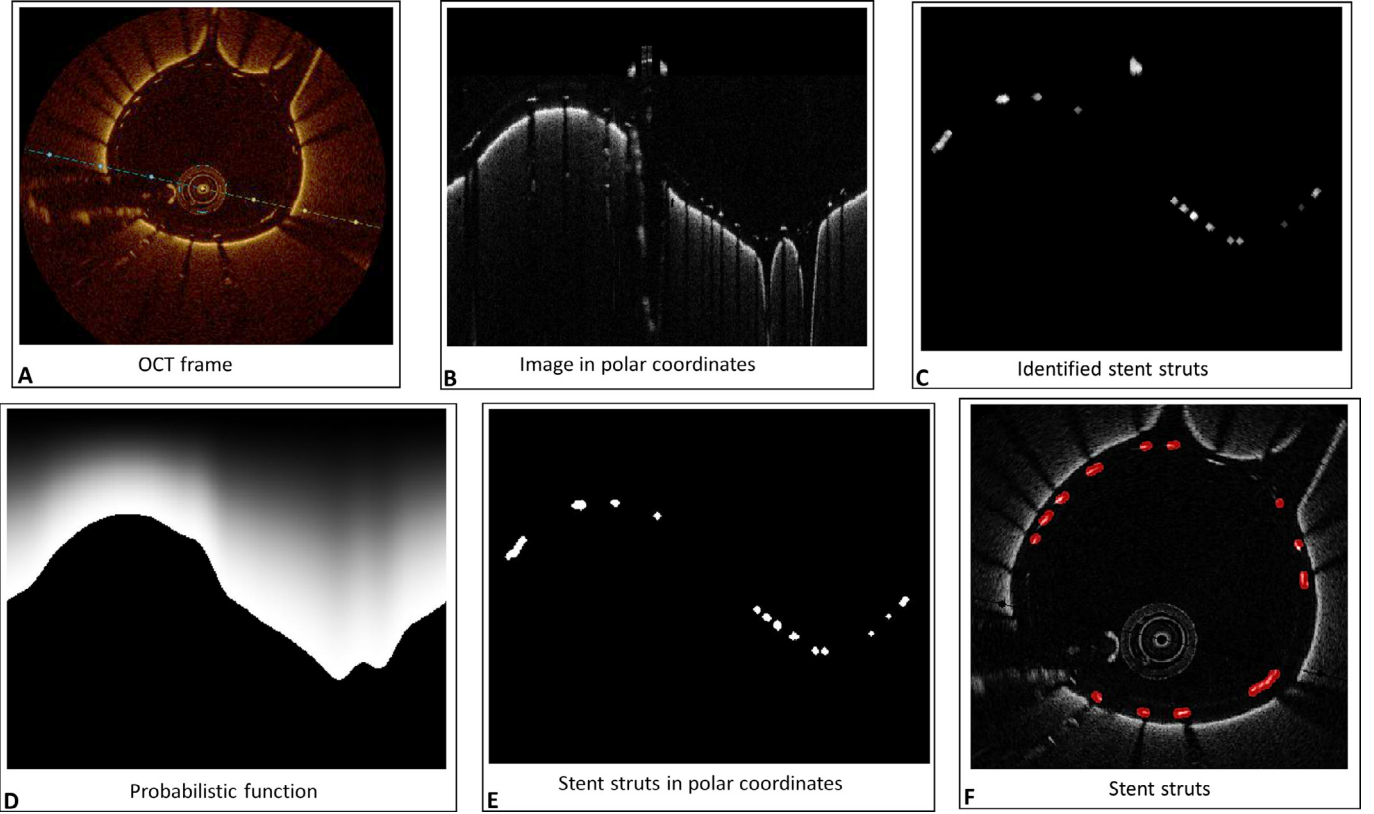 OCT frame
A
Image in polar coordinates
B
Identified stent struts
C
Probabilistic function
D
Stent struts in polar coordinates
E
Stent struts
F